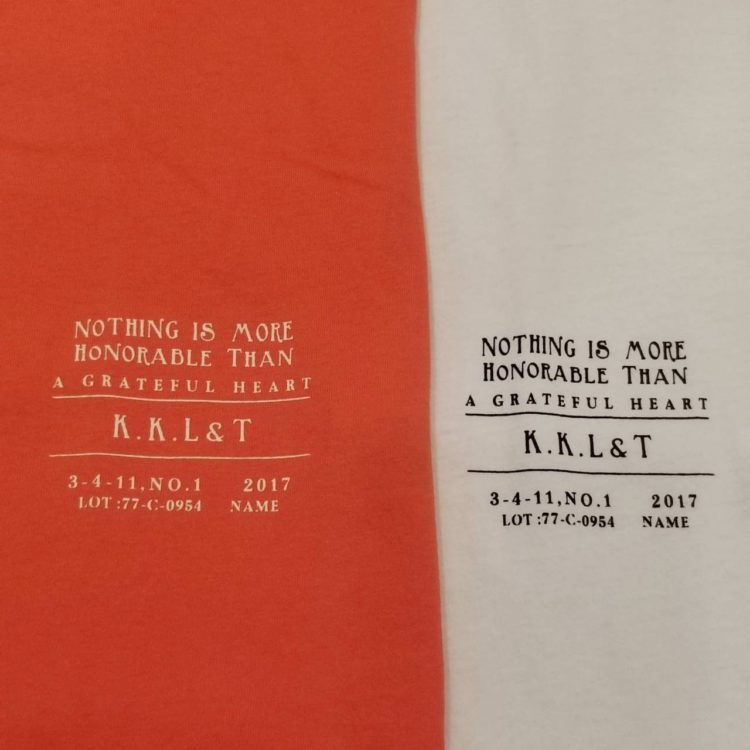 NOTHING IS MORE
HONORABLE THAN
A GRATEFUL HEART
K.K.L&T
3-4-11,NO.1 2017
LOT:77-C-0954 NAME
NOTHING IS MORE
HONORABLE THAN
A GRATEFUL HEART
K.K.L&T
3-4-11,NO.1 2017
LOT:77-C-0954 NAME